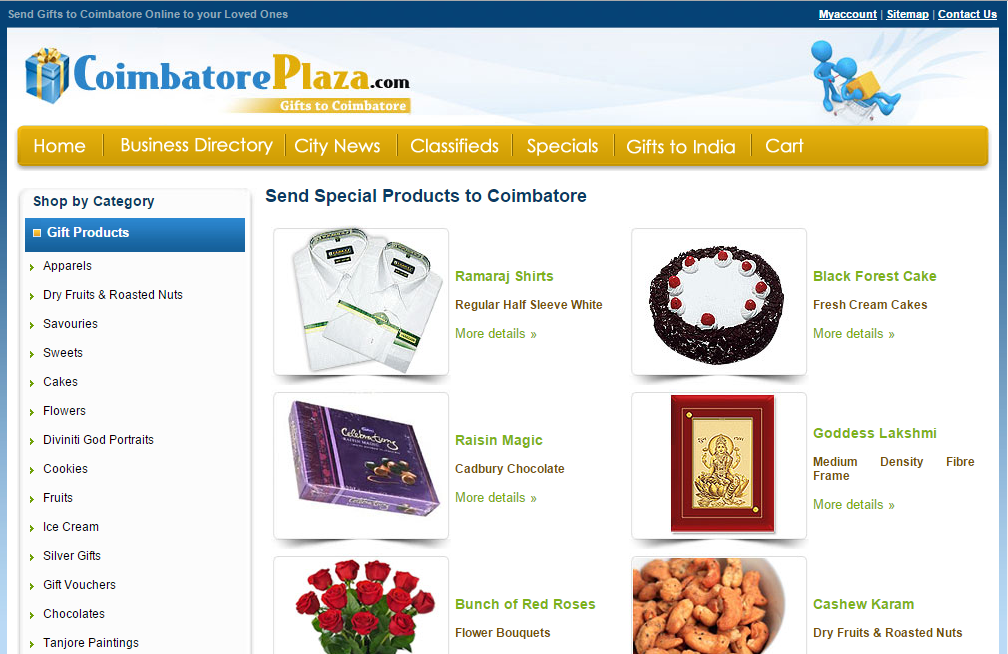 Send Gifts to Coimbatore Online to your Loved Ones
Myaccount | Sitemap | Contact Us
CoimbatorePlaza.com
Gifts to Coimbatore
Home
Business Directory
City News
Classifieds
Specials
Gifts to India
Cart
Shop by Category
Gift Products
Apparels
Dry Fruits & Roasted Nuts
Savouries
Sweets
Cakes
Flowers
Diviniti God Portraits
Cookies
Fruits
Ice Cream
Silver Gifts
Gift Vouchers
Chocolates
Tanjore Paintings
Send Special Products to Coimbatore
Ramaraj Shirts
Regular Half Sleeve White
More details »
Black Forest Cake
Fresh Cream Cakes
More details »
Cadbury
Celebrations
Raisin Magic
Cadbury Chocolate
More details »
Goddess Lakshmi
Medium Density Fibre
Frame
More details »
Bunch of Red Roses
Flower Bouquets
Cashew Karam
Dry Fruits & Roasted Nuts